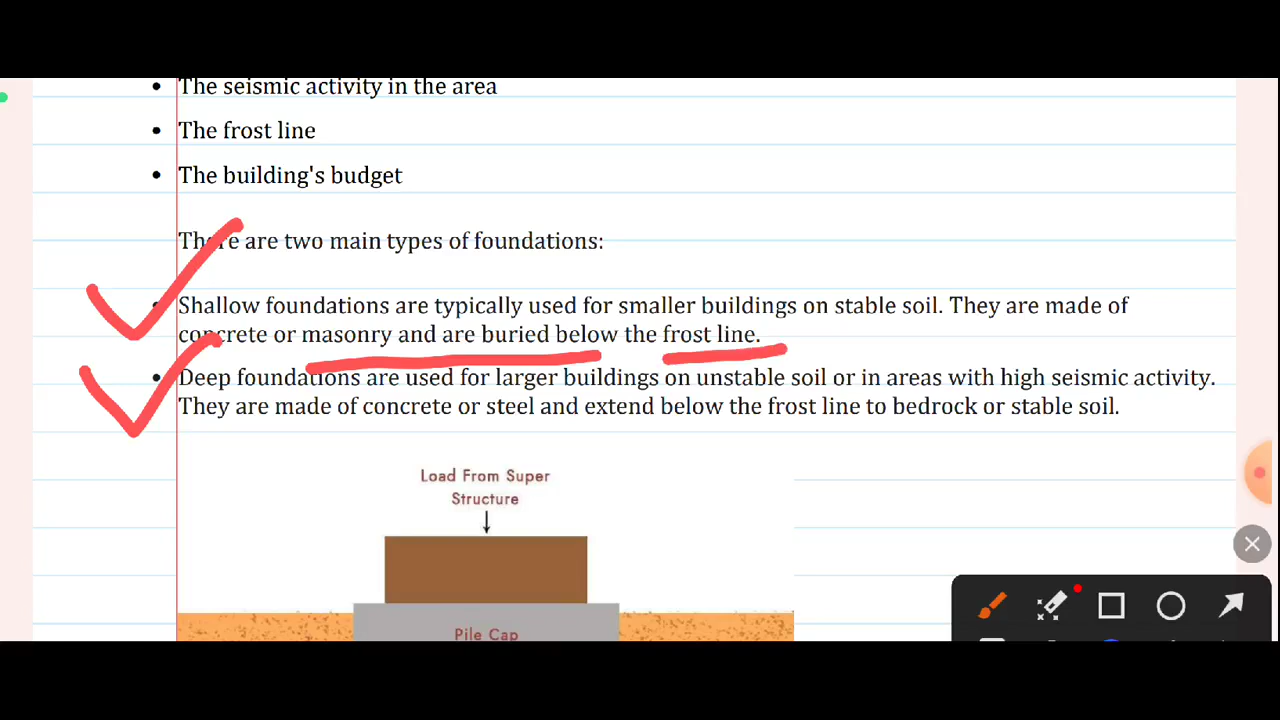 • The seismic activity in the area
• The frost line
• The building's budget
There are two main types of foundations:
• Shallow foundations are typically used for smaller buildings on stable soil. They are made of
concrete or masonry and are buried below the frost line.
• Deep foundations are used for larger buildings on unstable soil or in areas with high seismic activity.
They are made of concrete or steel and extend below the frost line to bedrock or stable soil.
Load From Super
Structure
Pile Cap